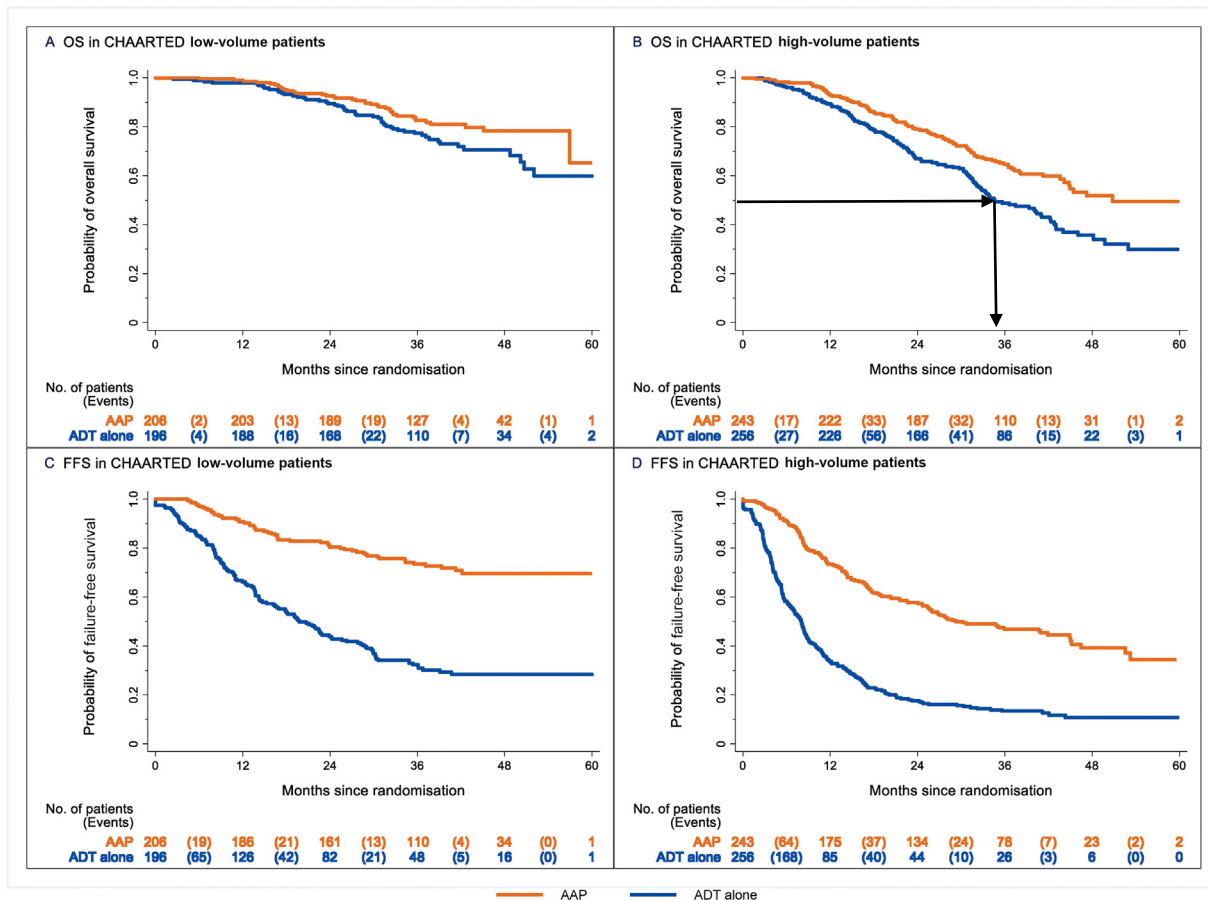 A OS in CHAARTED low-volume patients
Probability of overall survival
1.0
0.8
0.6
0.4
0.2
0
0 12 24 36 48 60
Months since randomisation
No. of patients
(Events)
AAP 206 (2) 203 (13) 189 (19) 127 (4) 42 (1) 1
ADT alone 196 (4) 188 (16) 168 (22) 110 (7) 34 (4) 2
B OS in CHAARTED high-volume patients
Probability of overall survival
1.0
0.8
0.6
0.4
0.2
0
0 12 24 36 48 60
Months since randomisation
No. of patients
(Events)
AAP 243 (17) 222 (33) 187 (32) 110 (13) 31 (1) 2
ADT alone 256 (27) 226 (56) 166 (41) 86 (15) 22 (3) 1
C FFS in CHAARTED low-volume patients
Probability of failure-free survival
1.0
0.8
0.6
0.4
0.2
0
0 12 24 36 48 60
Months since randomisation
No. of patients
(Events)
AAP 206 (19) 186 (21) 161 (13) 110 (4) 34 (0) 1
ADT alone 196 (65) 126 (42) 82 (21) 48 (5) 16 (0) 1
D FFS in CHAARTED high-volume patients
Probability of failure-free survival
1.0
0.8
0.6
0.4
0.2
0
0 12 24 36 48 60
Months since randomisation
No. of patients
(Events)
AAP 243 (64) 175 (37) 134 (24) 78 (7) 23 (2) 2
ADT alone 256 (168) 85 (40) 44 (10) 26 (3) 6 (0) 0
AAP ADT alone